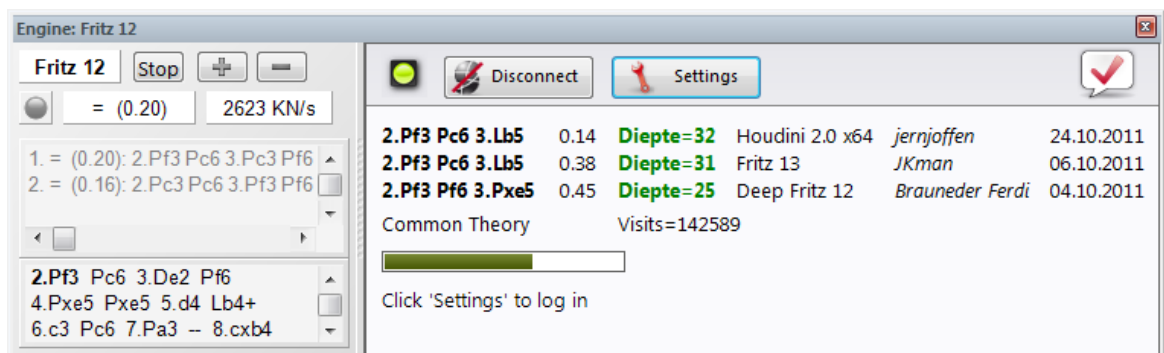 Engine: Fritz 12
Fritz 12 Stop
= (0.20) 2623 KN/s
1. = (0.20): 2.Pf3 Pc6 3.Pc3 Pf6
2. = (0.16): 2.Pc3 Pc6 3.Pf3 Pf6
2.Pf3 Pc6 3.De2 Pf6
4.Pxe5 Pxe5 5.d4 Lb4+
6.c3 Pc6 7.Pa3 -- 8.cxb4
Disconnect Settings
2.Pf3 Pc6 3.Lb5 0.14 Diepte=32 Houdini 2.0 x64 jernjoffen 24.10.2011
2.Pf3 Pc6 3.Lb5 0.38 Diepte=31 Fritz 13 JKman 06.10.2011
2.Pf3 Pf6 3.Pxe5 0.45 Diepte=25 Deep Fritz 12 Brauneder Ferdi 04.10.2011
Common Theory Visits=142589
Click 'Settings' to log in